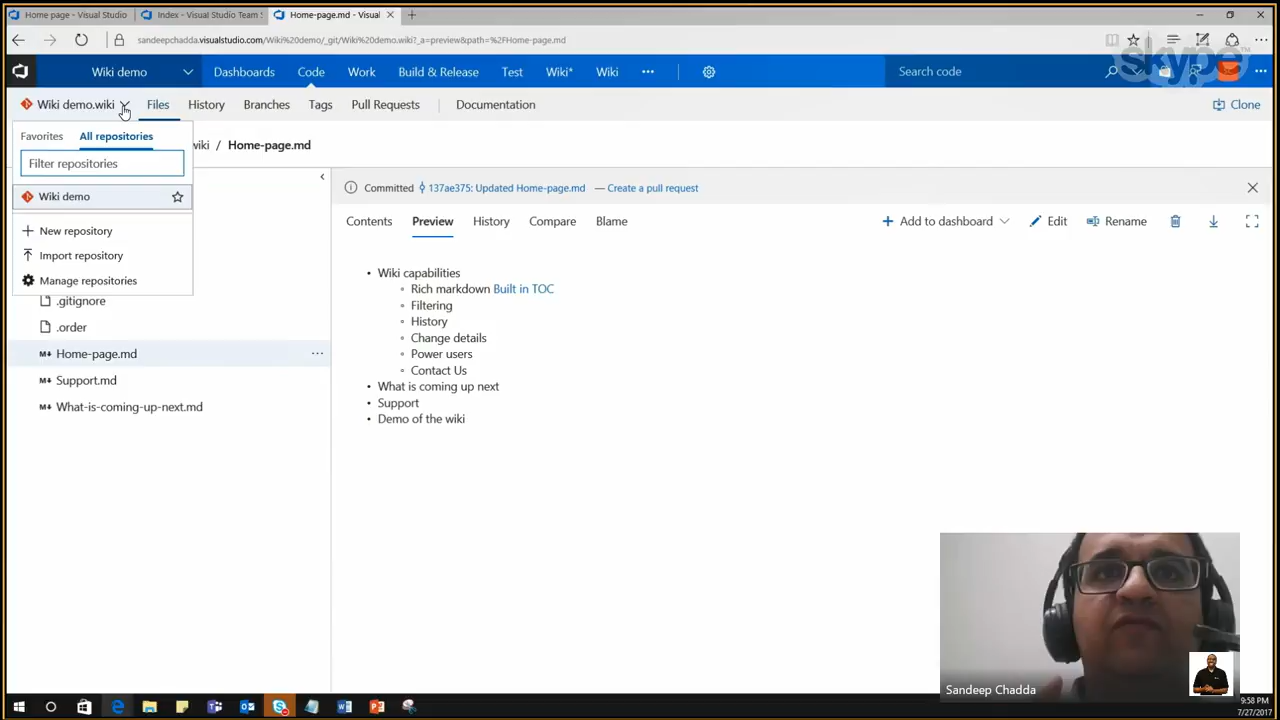 Home page - Visual Studio
Index - Visual Studio Team S
Home-page.md - Visual
sandeepchadda.visualstudio.com/Wiki%20demo/_git/Wiki%20demo.wiki?_a=preview&path=%2FHome-page.md
skype™
Wiki demo
Dashboards
Code
Work
Build & Release
Test
Wiki*
Wiki
Search code
Wiki demo.wiki
Files
History
Branches
Tags
Pull Requests
Documentation
Clone
Favorites
All repositories
Filter repositories
Wiki demo
New repository
Import repository
Manage repositories
wiki / Home-page.md
.gitignore
.order
Home-page.md
Support.md
What-is-coming-up-next.md
Committed 137ae375: Updated Home-page.md — Create a pull request
Contents
Preview
History
Compare
Blame
Add to dashboard
Edit
Rename
• Wiki capabilities
Rich markdown Built in TOC
Filtering
History
Change details
Power users
Contact Us
• What is coming up next
• Support
• Demo of the wiki
Sandeep Chadda
9:58 PM
7/27/2017